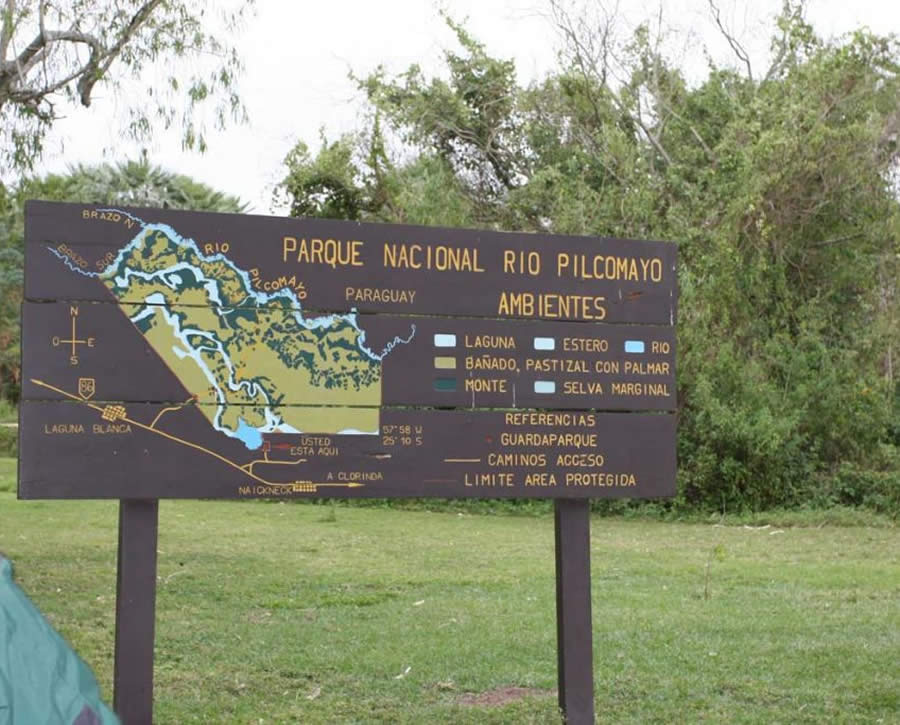 BRAZO N
BRAZO SUR
RIO PILCOMAYO
PARQUE NACIONAL RIO PILCOMAYO
PARAGUAY
AMBIENTES
N
O E
S
LAGUNA ESTERO RIO
BAÑADO, PASTIZAL CON PALMAR
MONTE SELVA MARGINAL
86
LAGUNA BLANCA
USTED
ESTA AQUI
57°58 W
25°10 S
A CLORINDA
NAICKNECK
REFERENCIAS
GUARDAPARQUE
CAMINOS ACCESO
LIMITE AREA PROTEGIDA